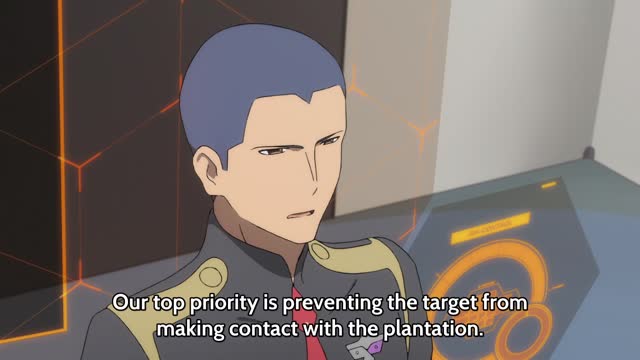 Our top priority is preventing the target from
making contact with the plantation.